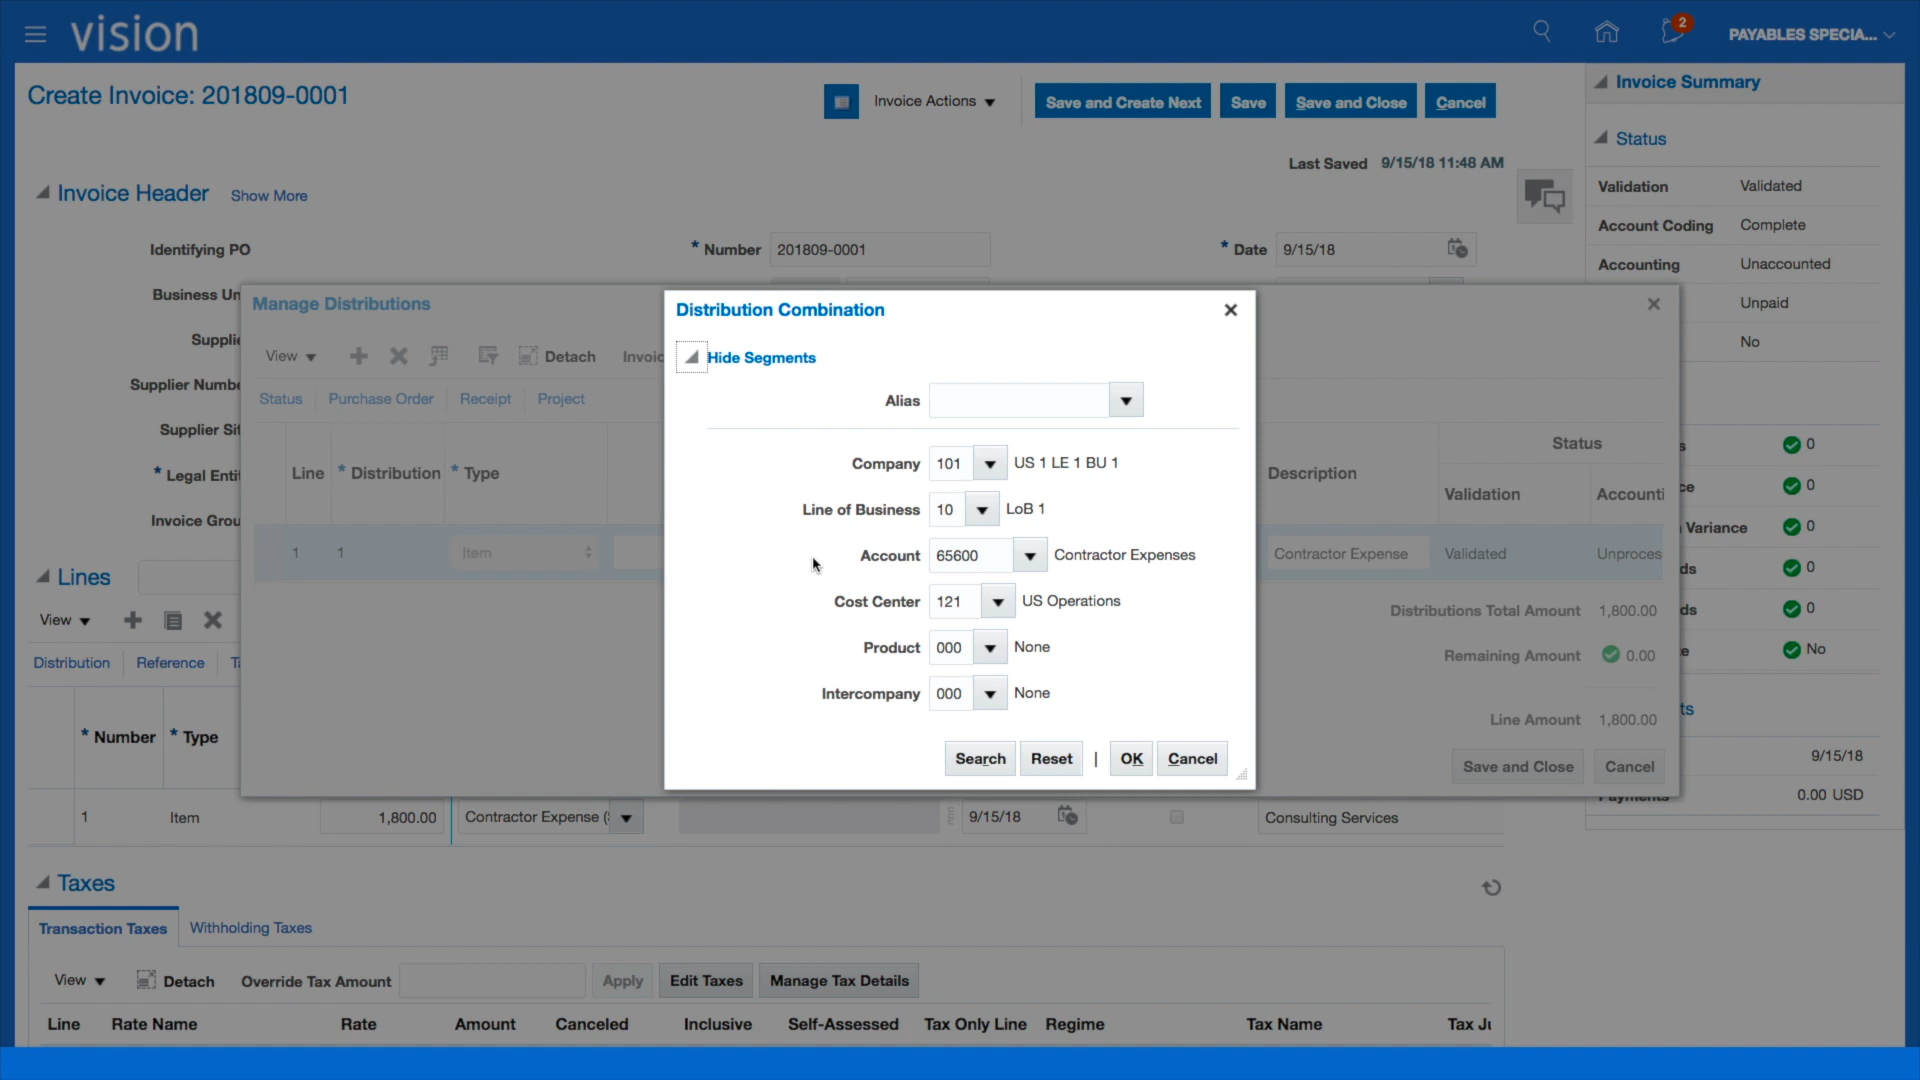 vision
2
PAYABLES SPECIA...
Create Invoice: 201809-0001
Invoice Actions
Save and Create Next
Save
Save and Close
Cancel
Last Saved 9/15/18 11:48 AM
Invoice Header Show More
Identifying PO
* Number 201809-0001
* Date 9/15/18
Business Un
Supplie
Supplier Numbe
Supplier Sit
* Legal Entit
Invoice Grou
Manage Distributions
View
Detach
Invoic
Status
Purchase Order
Receipt
Project
Line
* Distribution
* Type
Description
Status
Validation
Accounti
1 1 Item
Contractor Expense
Validated
Unproces
Distributions Total Amount 1,800.00
Remaining Amount 0.00
Line Amount 1,800.00
Save and Close
Cancel
Distribution Combination
Hide Segments
Alias
Company 101 US 1 LE 1 BU 1
Line of Business 10 LoB 1
Account 65600 Contractor Expenses
Cost Center 121 US Operations
Product 000 None
Intercompany 000 None
Search
Reset
|
OK
Cancel
Lines
View
Distribution
Reference
Ta
* Number
* Type
1 Item 1,800.00 Contractor Expense ( 9/15/18 Consulting Services
Taxes
Transaction Taxes
Withholding Taxes
View
Detach
Override Tax Amount
Apply
Edit Taxes
Manage Tax Details
Line Rate Name Rate Amount Canceled Inclusive Self-Assessed Tax Only Line Regime Tax Name Tax Ju
Invoice Summary
Status
Validation Validated
Account Coding Complete
Accounting Unaccounted
Unpaid
No
s 0
ce 0
Variance 0
ds 0
ds 0
e No
ts
9/15/18
Payments 0.00 USD